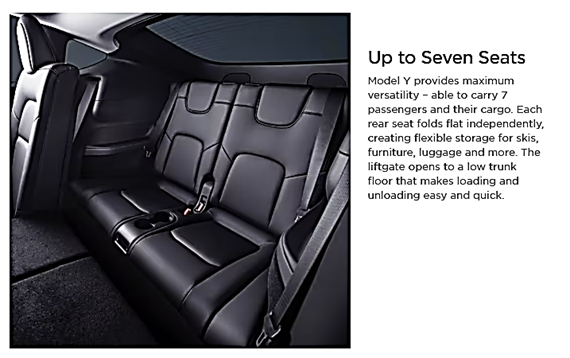 Up to Seven Seats
Model Y provides maximum
versatility – able to carry 7
passengers and their cargo. Each
rear seat folds flat independently,
creating flexible storage for skis,
furniture, luggage and more. The
liftgate opens to a low trunk
floor that makes loading and
unloading easy and quick.